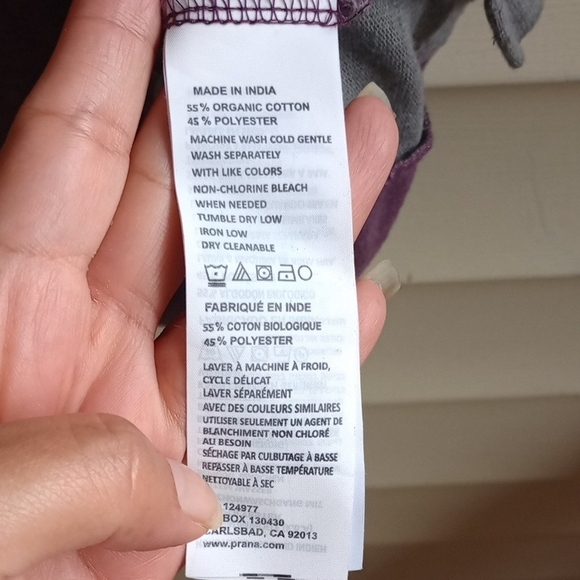 MADE IN INDIA
55% ORGANIC COTTON
45% POLYESTER
MACHINE WASH COLD GENTLE
WASH SEPARATELY
WITH LIKE COLORS
NON-CHLORINE BLEACH
WHEN NEEDED
TUMBLE DRY LOW
IRON LOW
DRY CLEANABLE
FABRIQUÉ EN INDE
55% COTON BIOLOGIQUE
45% POLYESTER
LAVER À MACHINE À FROID,
CYCLE DÉLICAT
LAVER SÉPARÉMENT
AVEC DES COULEURS SIMILAIRES
UTILISER SEULEMENT UN AGENT DE
BLANCHIMENT NON CHLORÉ
AU BESOIN
SÉCHAGE PAR CULBUTAGE À BASSE
REPASSER À BASSE TEMPÉRATURE
NETTOYABLE À SEC
124977
BOX 130430
CARLSBAD, CA 92013
www.prana.com